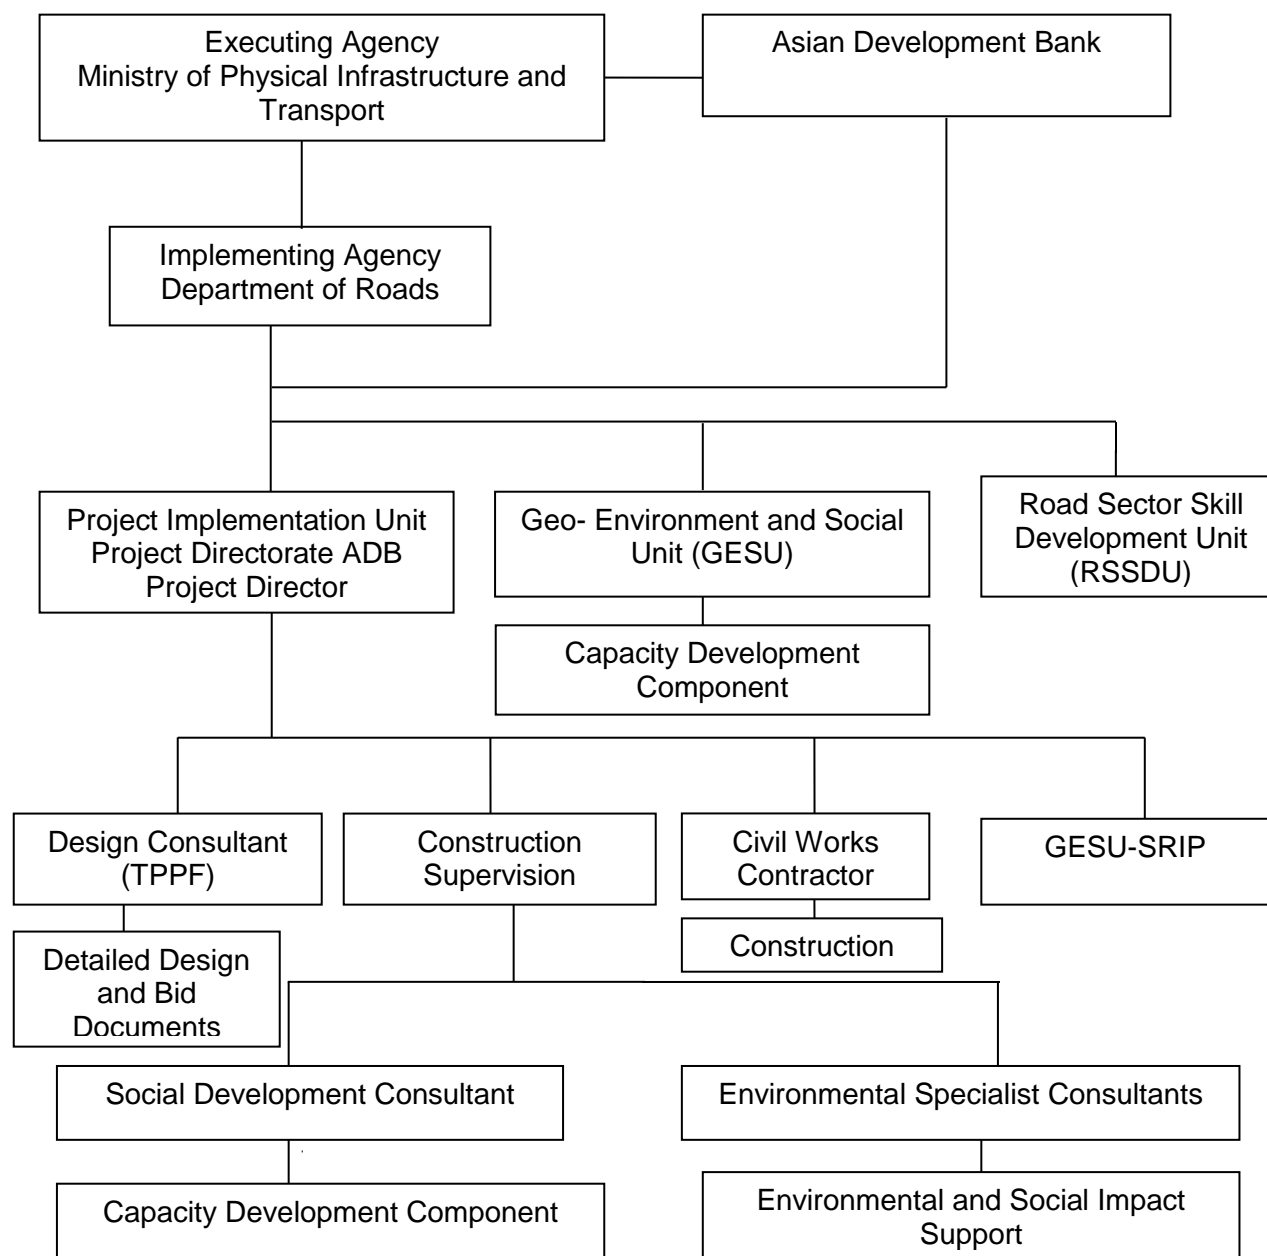 Executing Agency
Ministry of Physical Infrastructure and
Transport
Asian Development Bank
Implementing Agency
Department of Roads
Project Implementation Unit
Project Directorate ADB
Project Director
Geo- Environment and Social
Unit (GESU)
Road Sector Skill
Development Unit
(RSSDU)
Capacity Development
Component
Design Consultant
(TPPF)
Construction
Supervision
Civil Works
Contractor
GESU-SRIP
Detailed Design
and Bid
Documents
Construction
Social Development Consultant
Environmental Specialist Consultants
Capacity Development Component
Environmental and Social Impact
Support